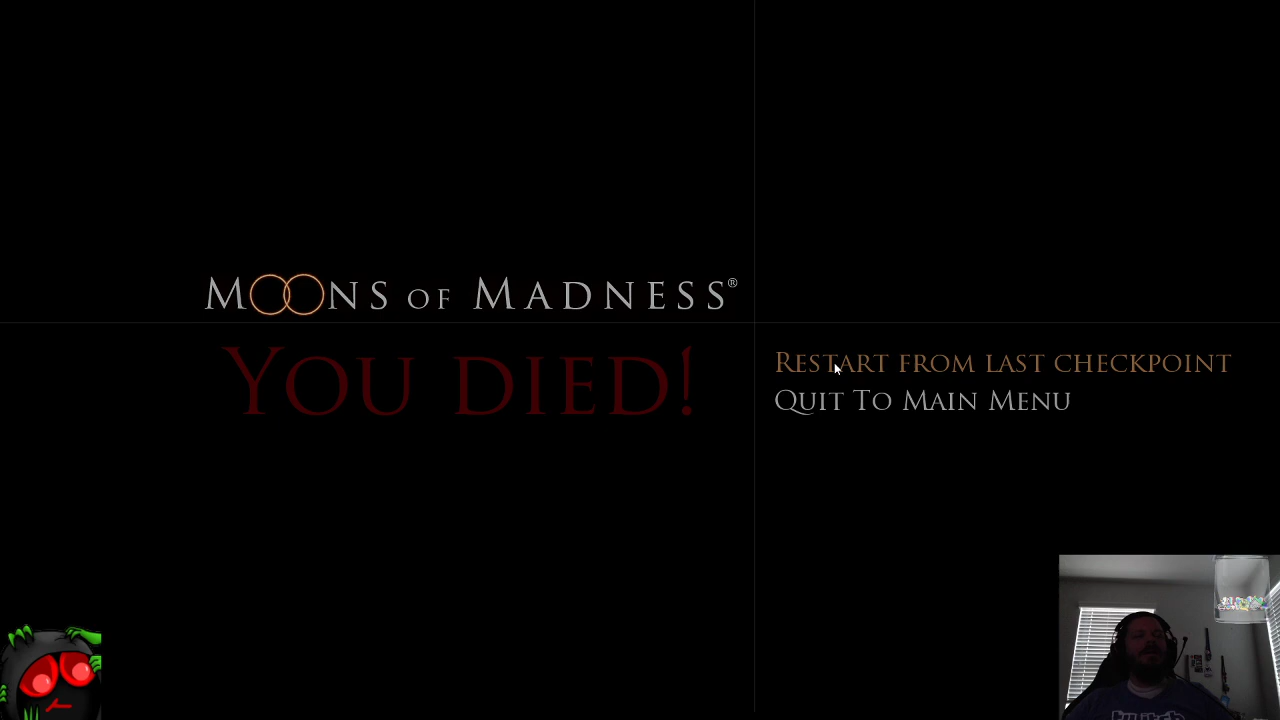 MOONS OF MADNESS®
YOU DIED!
RESTART FROM LAST CHECKPOINT
QUIT TO MAIN MENU